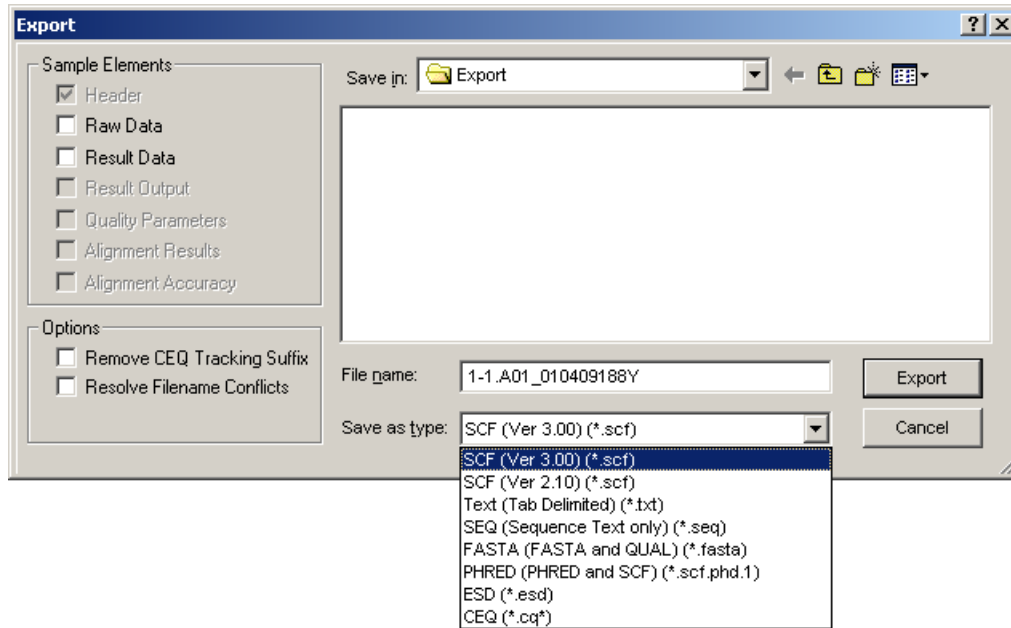 Export
Sample Elements
Header
Raw Data
Result Data
Result Output
Quality Parameters
Alignment Results
Alignment Accuracy
Options
Remove CEQ Tracking Suffix
Resolve Filename Conflicts
Save in: Export
File name: 1-1.A01_010409188Y
Export
Save as type: SCF (Ver 3.00) (*.scf)
Cancel
SCF (Ver 3.00) (*.scf)
SCF (Ver 2.10) (*.scf)
Text (Tab Delimited) (*.txt)
SEQ (Sequence Text only) (*.seq)
FASTA (FASTA and QUAL) (*.fasta)
PHRED (PHRED and SCF) (*.scf.phd.1)
ESD (*.esd)
CEQ (*.cq*)